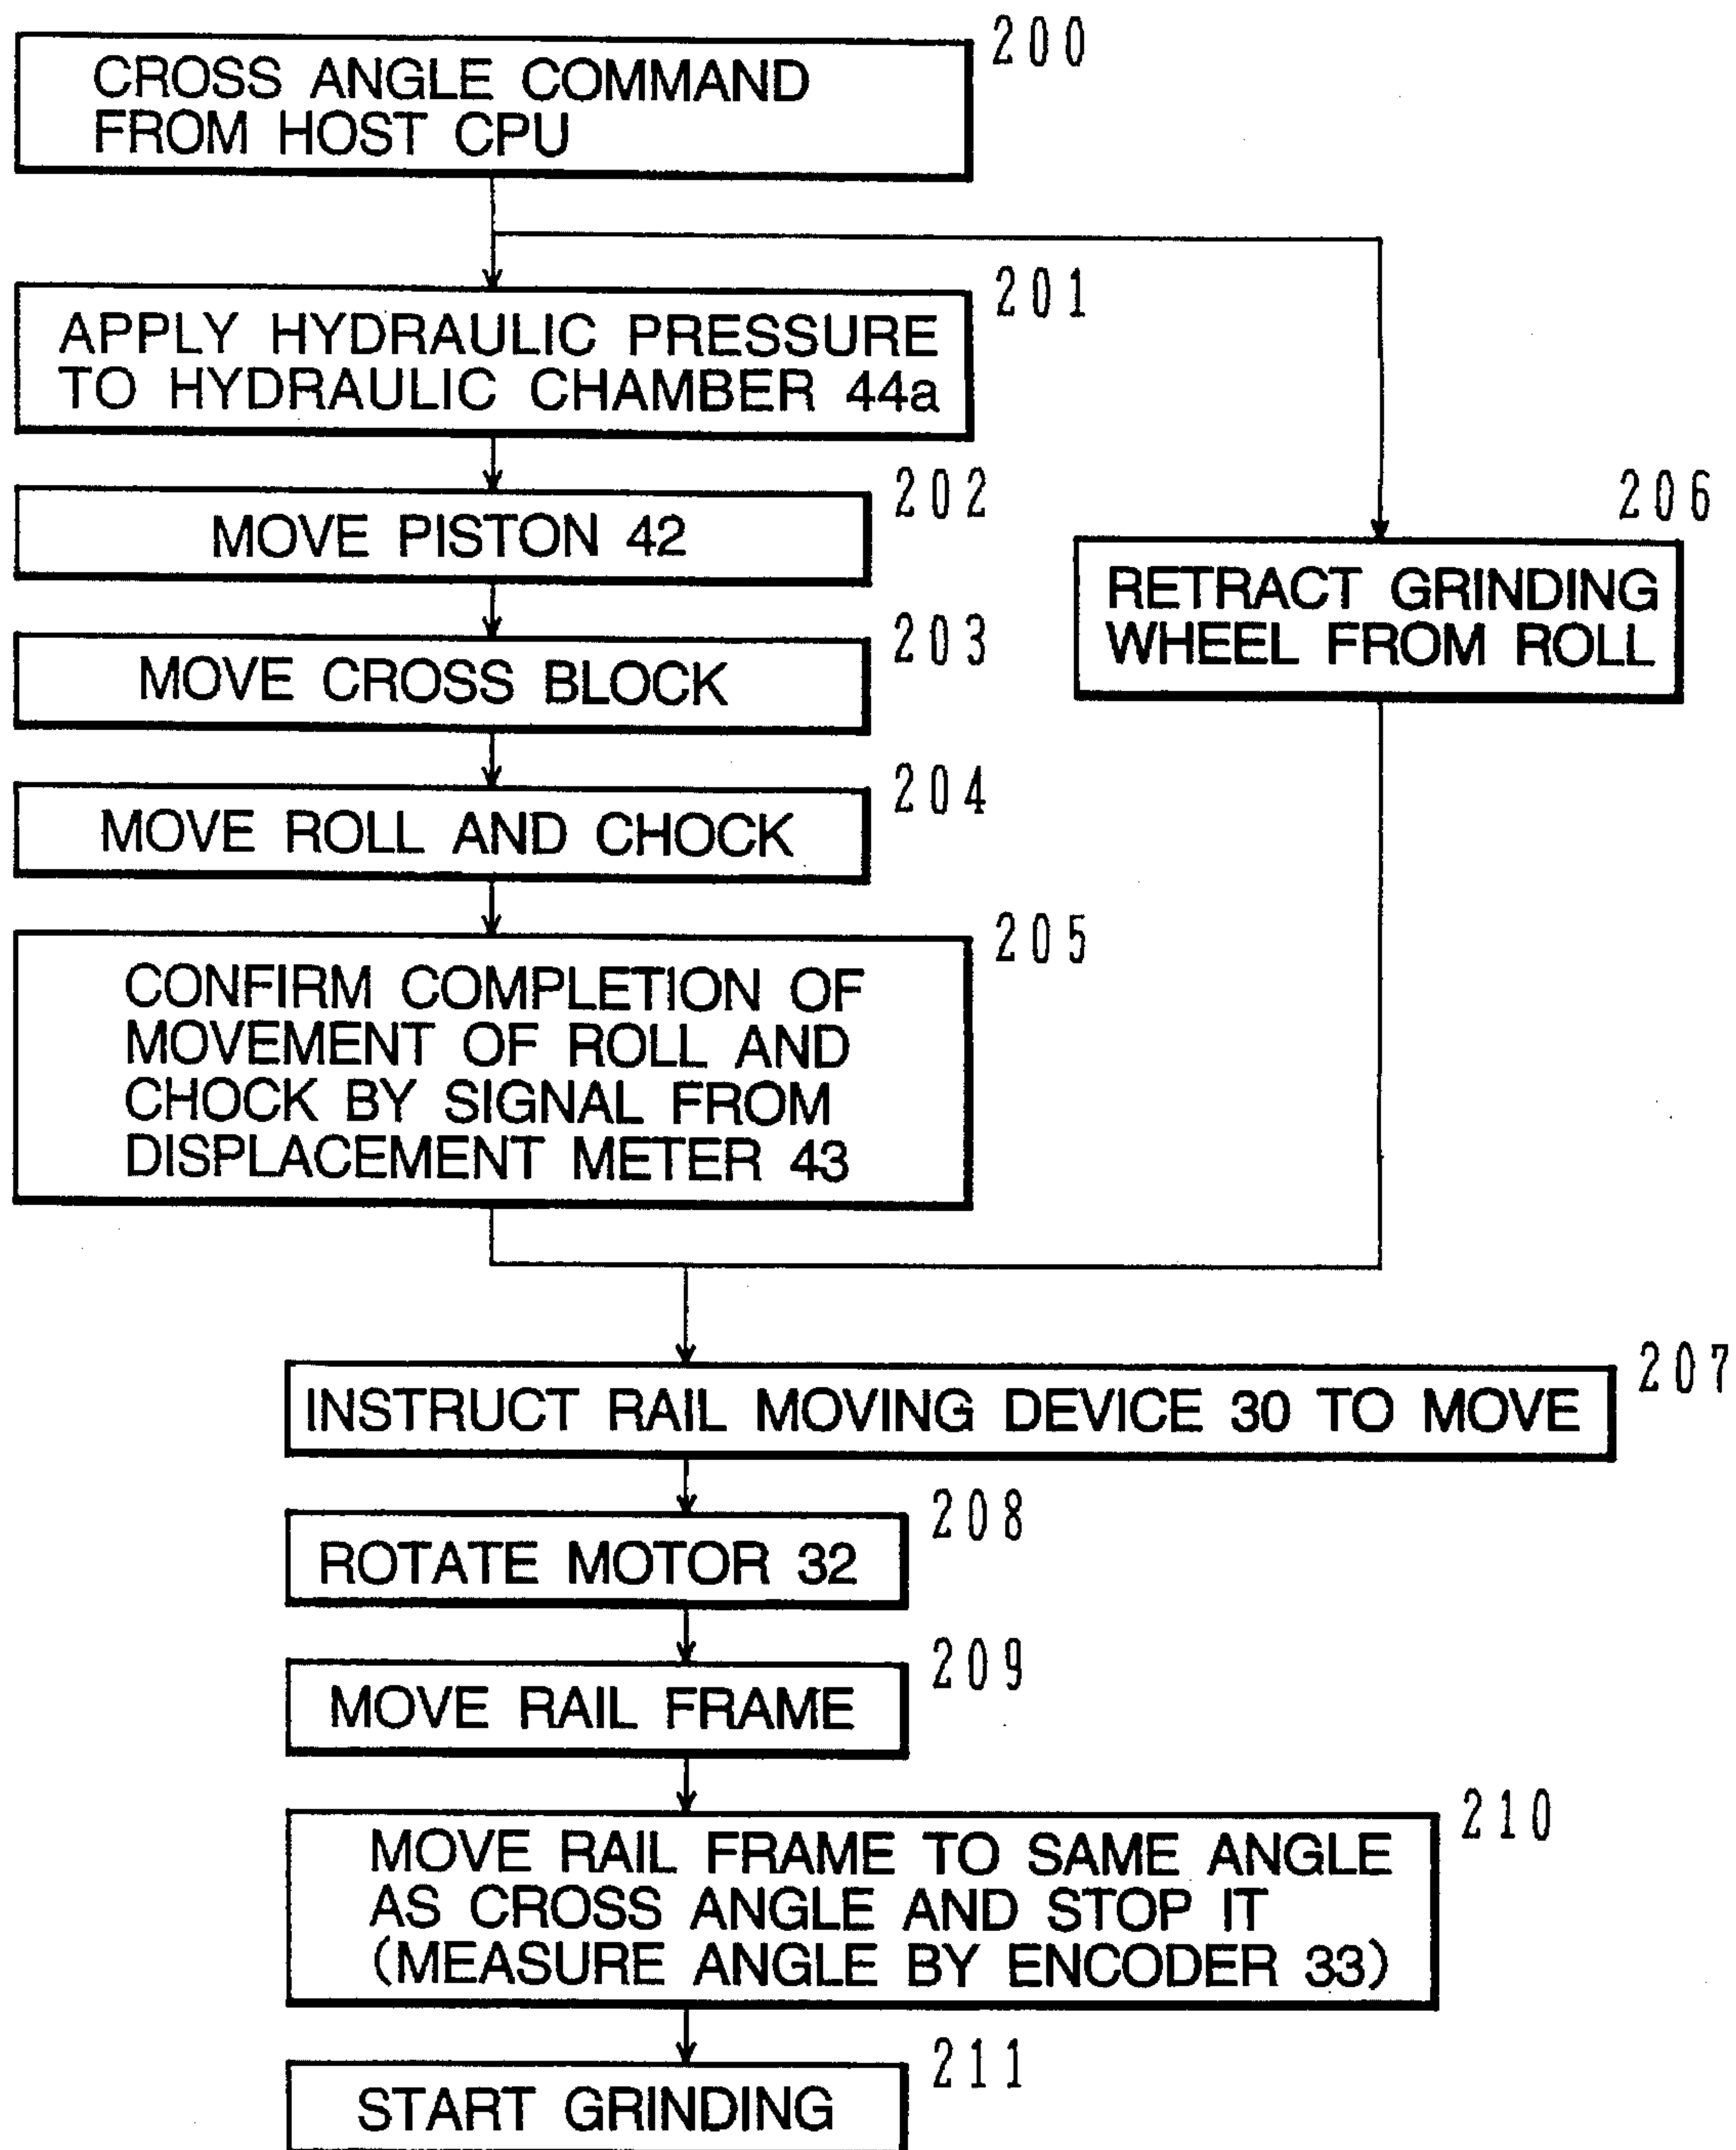 200
CROSS ANGLE COMMAND
FROM HOST CPU
201
APPLY HYDRAULIC PRESSURE
TO HYDRAULIC CHAMBER 44a
202
MOVE PISTON 42
206
RETRACT GRINDING
WHEEL FROM ROLL
203
MOVE CROSS BLOCK
204
MOVE ROLL AND CHOCK
205
CONFIRM COMPLETION OF
MOVEMENT OF ROLL AND
CHOCK BY SIGNAL FROM
DISPLACEMENT METER 43
207
INSTRUCT RAIL MOVING DEVICE 30 TO MOVE
208
ROTATE MOTOR 32
209
MOVE RAIL FRAME
210
MOVE RAIL FRAME TO SAME ANGLE
AS CROSS ANGLE AND STOP IT
(MEASURE ANGLE BY ENCODER 33)
211
START GRINDING